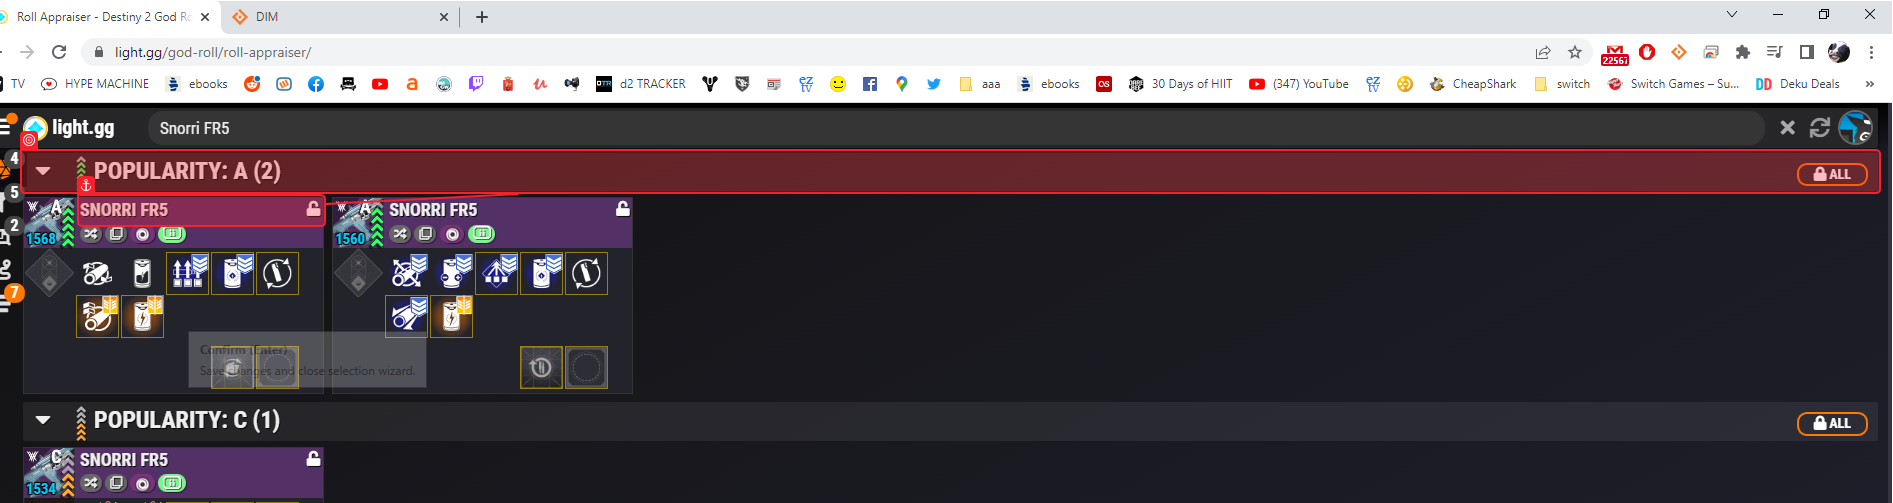 Roll Appraiser - Destiny 2 God Ro
DIM
light.gg/god-roll/roll-appraiser/
22567
TV
HYPE MACHINE
ebooks
d2 TRACKER
aaa
ebooks
30 Days of HIIT
(347) YouTube
CheapShark
switch
Switch Games – Su...
Deku Deals
»
light.gg
Snorri FR5
G
4
POPULARITY: A (2)
ALL
5
A
SNORRI FR5
1568
A
SNORRI FR5
1560
2
7
Confirm (Enter)
Save changes and close selection wizard.
POPULARITY: C (1)
ALL
C
SNORRI FR5
1534